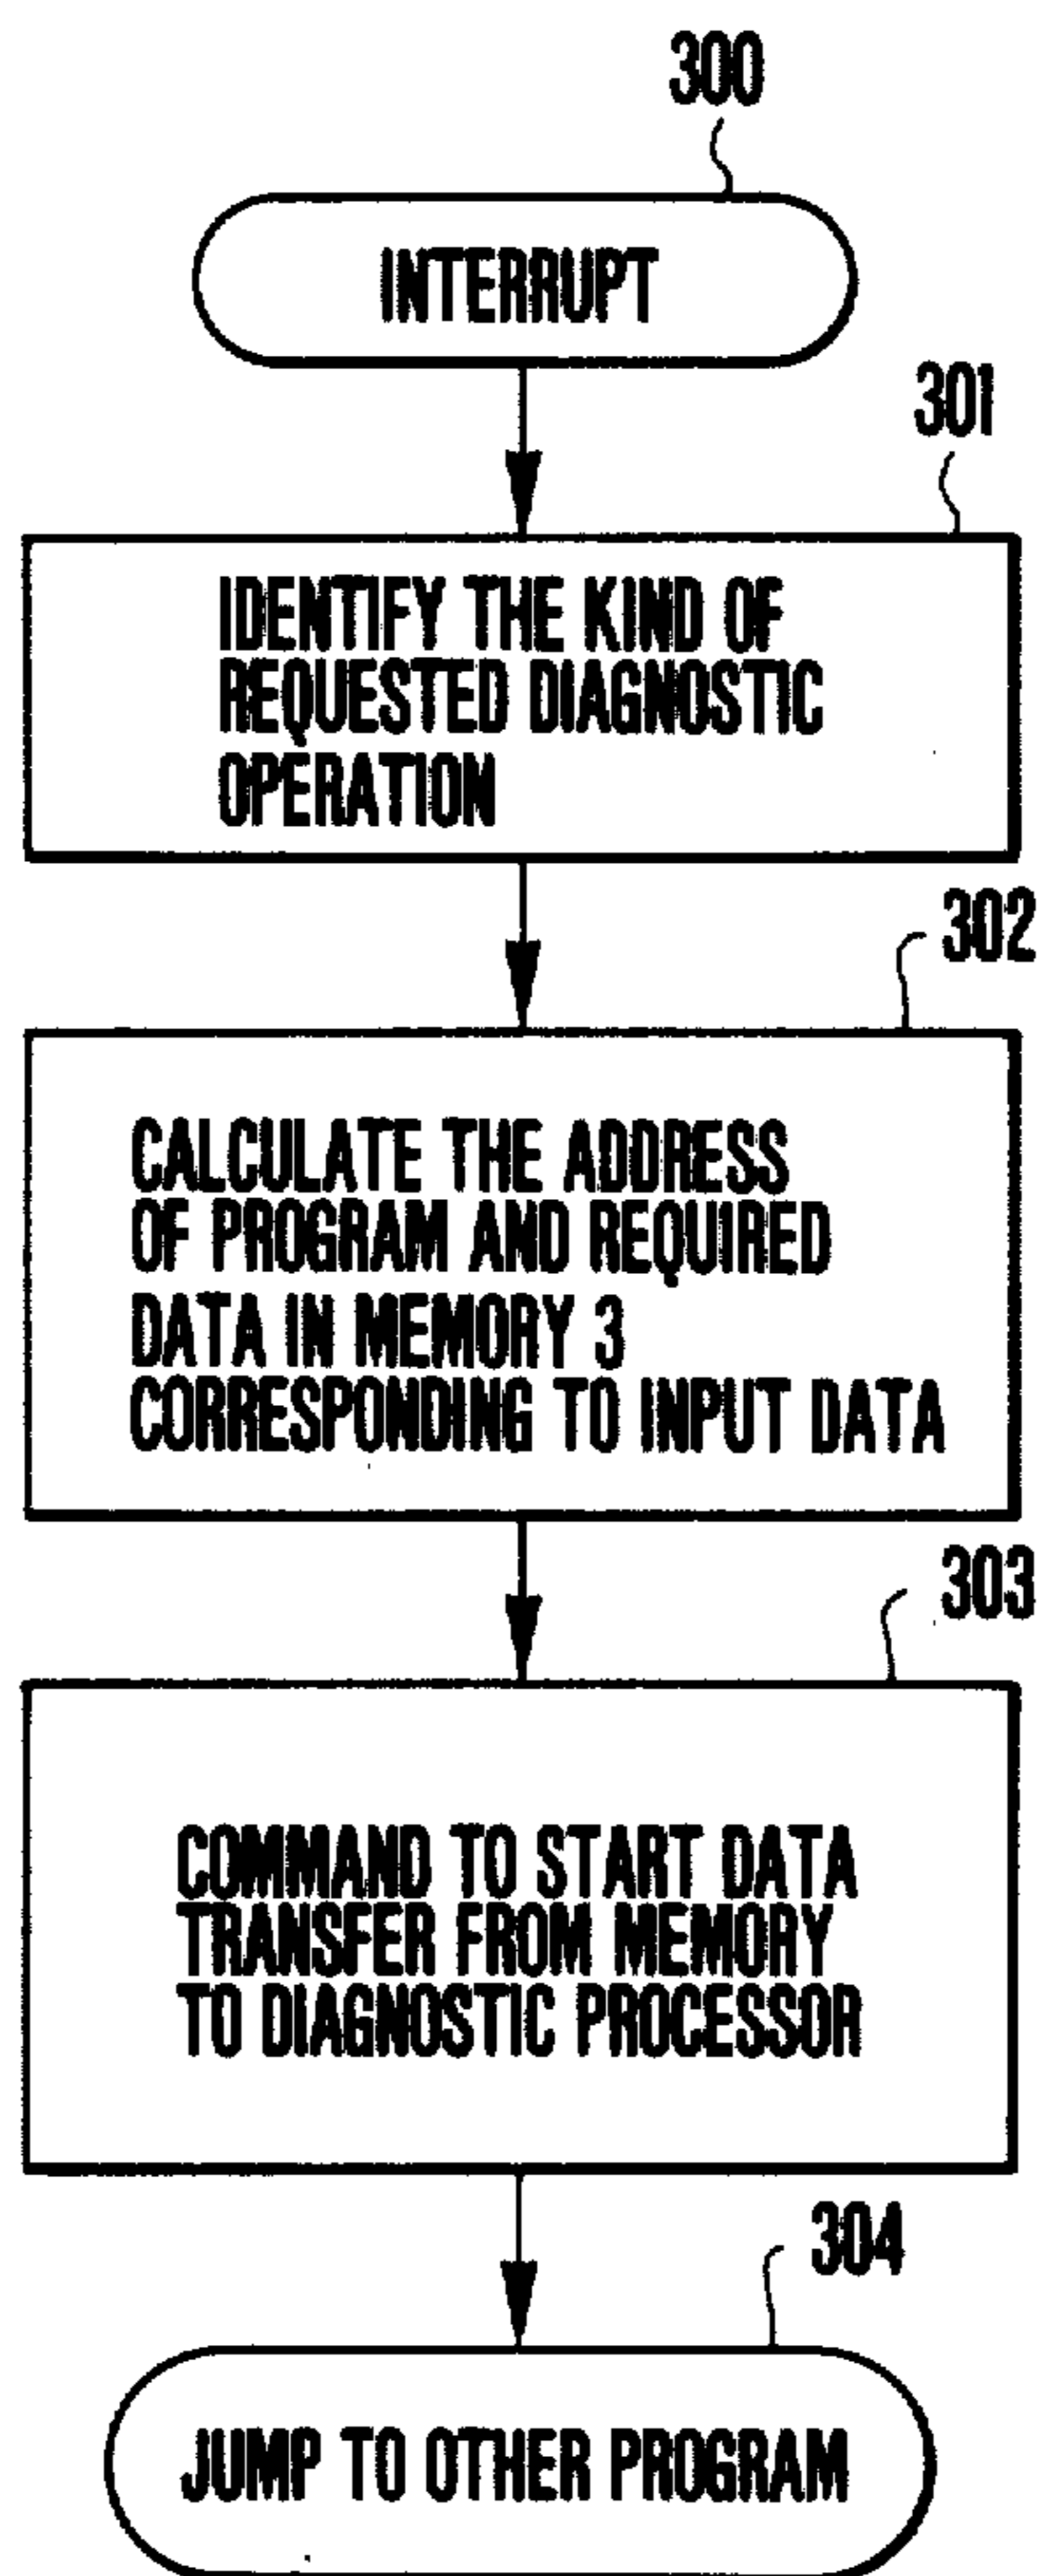 300
INTERRUPT
301
IDENTIFY THE KIND OF
REQUESTED DIAGNOSTIC
OPERATION
302
CALCULATE THE ADDRESS
OF PROGRAM AND REQUIRED
DATA IN MEMORY 3
CORRESPONDING TO INPUT DATA
303
COMMAND TO START DATA
TRANSFER FROM MEMORY
TO DIAGNOSTIC PROCESSOR
304
JUMP TO OTHER PROGRAM